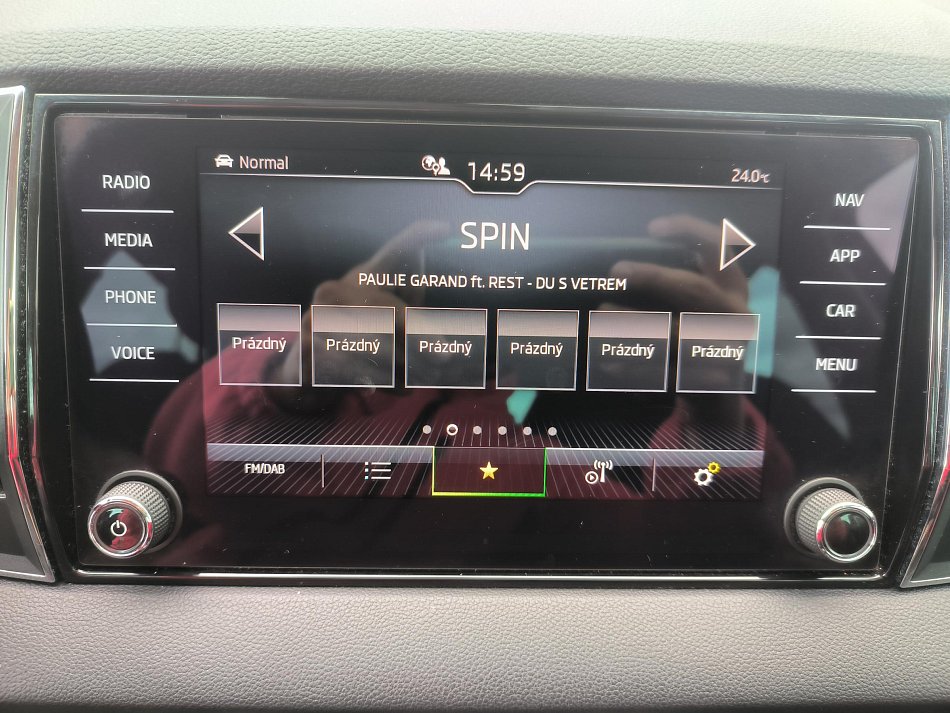 Normal
14:59
24.0°C
RADIO
MEDIA
PHONE
VOICE
SPIN
PAULIE GARAND ft. REST - DU S VETREM
Prázdný Prázdný Prázdný Prázdný Prázdný Prázdný
FM/DAB
NAV
APP
CAR
MENU